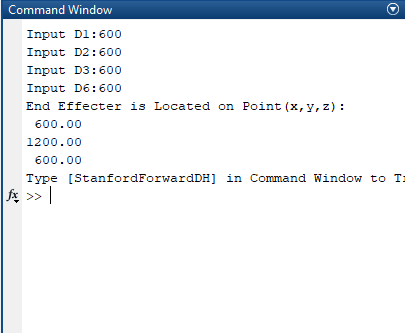 Command Window
Input D1:600
Input D2:600
Input D3:600
Input D6:600
End Effecter is Located on Point(x,y,z):
600.00
1200.00
600.00
Type [StanfordForwardDH] in Command Window to
fx >>